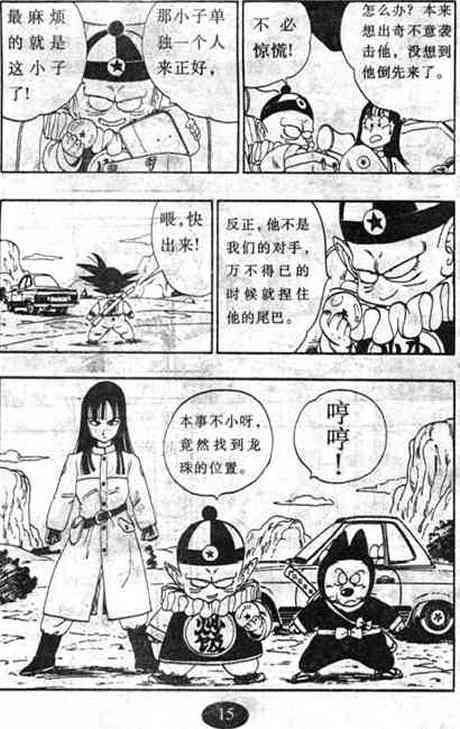 怎么办?本来
想出奇不意袭
击他,没想到
他倒先来了。
不必
惊慌!
那小子单
独一个人
来正好,
最麻烦
的就是
这小子
了!
反正,他不是
我们的对手,
万不得已的
时候就捏住
他的尾巴。
喂,快
出来!
哼哼!
本事不小呀,
竟然找到龙
珠的位置。
15